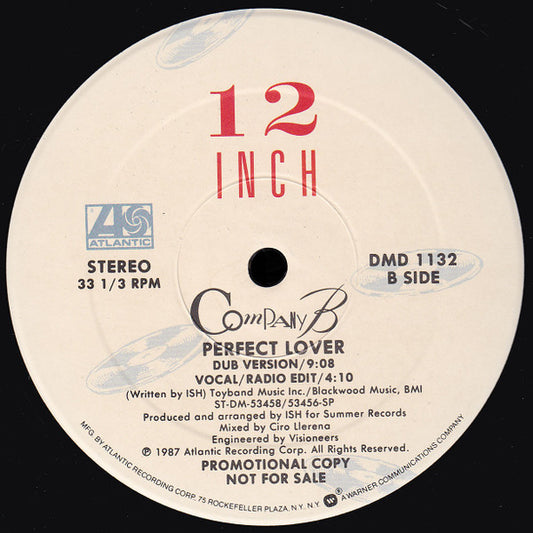 12
INCH
ATLANTIC
STEREO
33 1/3 RPM
DMD 1132
B SIDE
Company B
PERFECT LOVER
DUB VERSION/9:08
VOCAL/RADIO EDIT/4:10
(Written by ISH) Toyband Music Inc./Blackwood Music, BMI
ST-DM-53458/53456-SP
Produced and arranged by ISH for Summer Records
Mixed by Ciro Llerena
Engineered by Visioneers
℗ 1987 Atlantic Recording Corp. All Rights Reserved.
PROMOTIONAL COPY
NOT FOR SALE
MFG. BY ATLANTIC RECORDING CORP. 75 ROCKEFELLER PLAZA, N.Y. N.Y. W ® A WARNER COMMUNICATIONS COMPANY